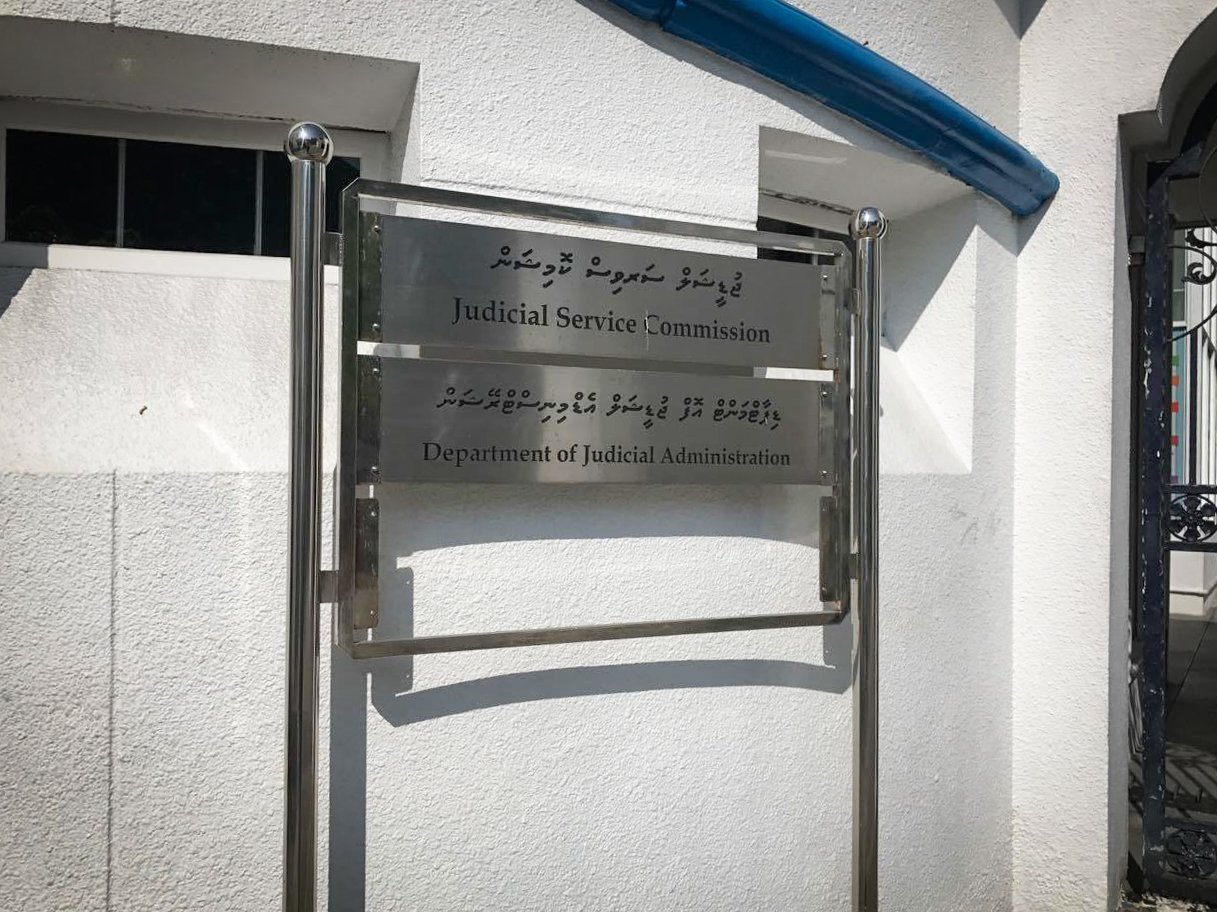 ޖުޑީޝަލް ސަރވިސް ކޮމިޝަން
Judicial Service Commission
ޑިޕާޓްމަންޓް އޮފް ޖުޑީޝަލް އެޑްމިނިސްޓްރޭޝަން
Department of Judicial Administration